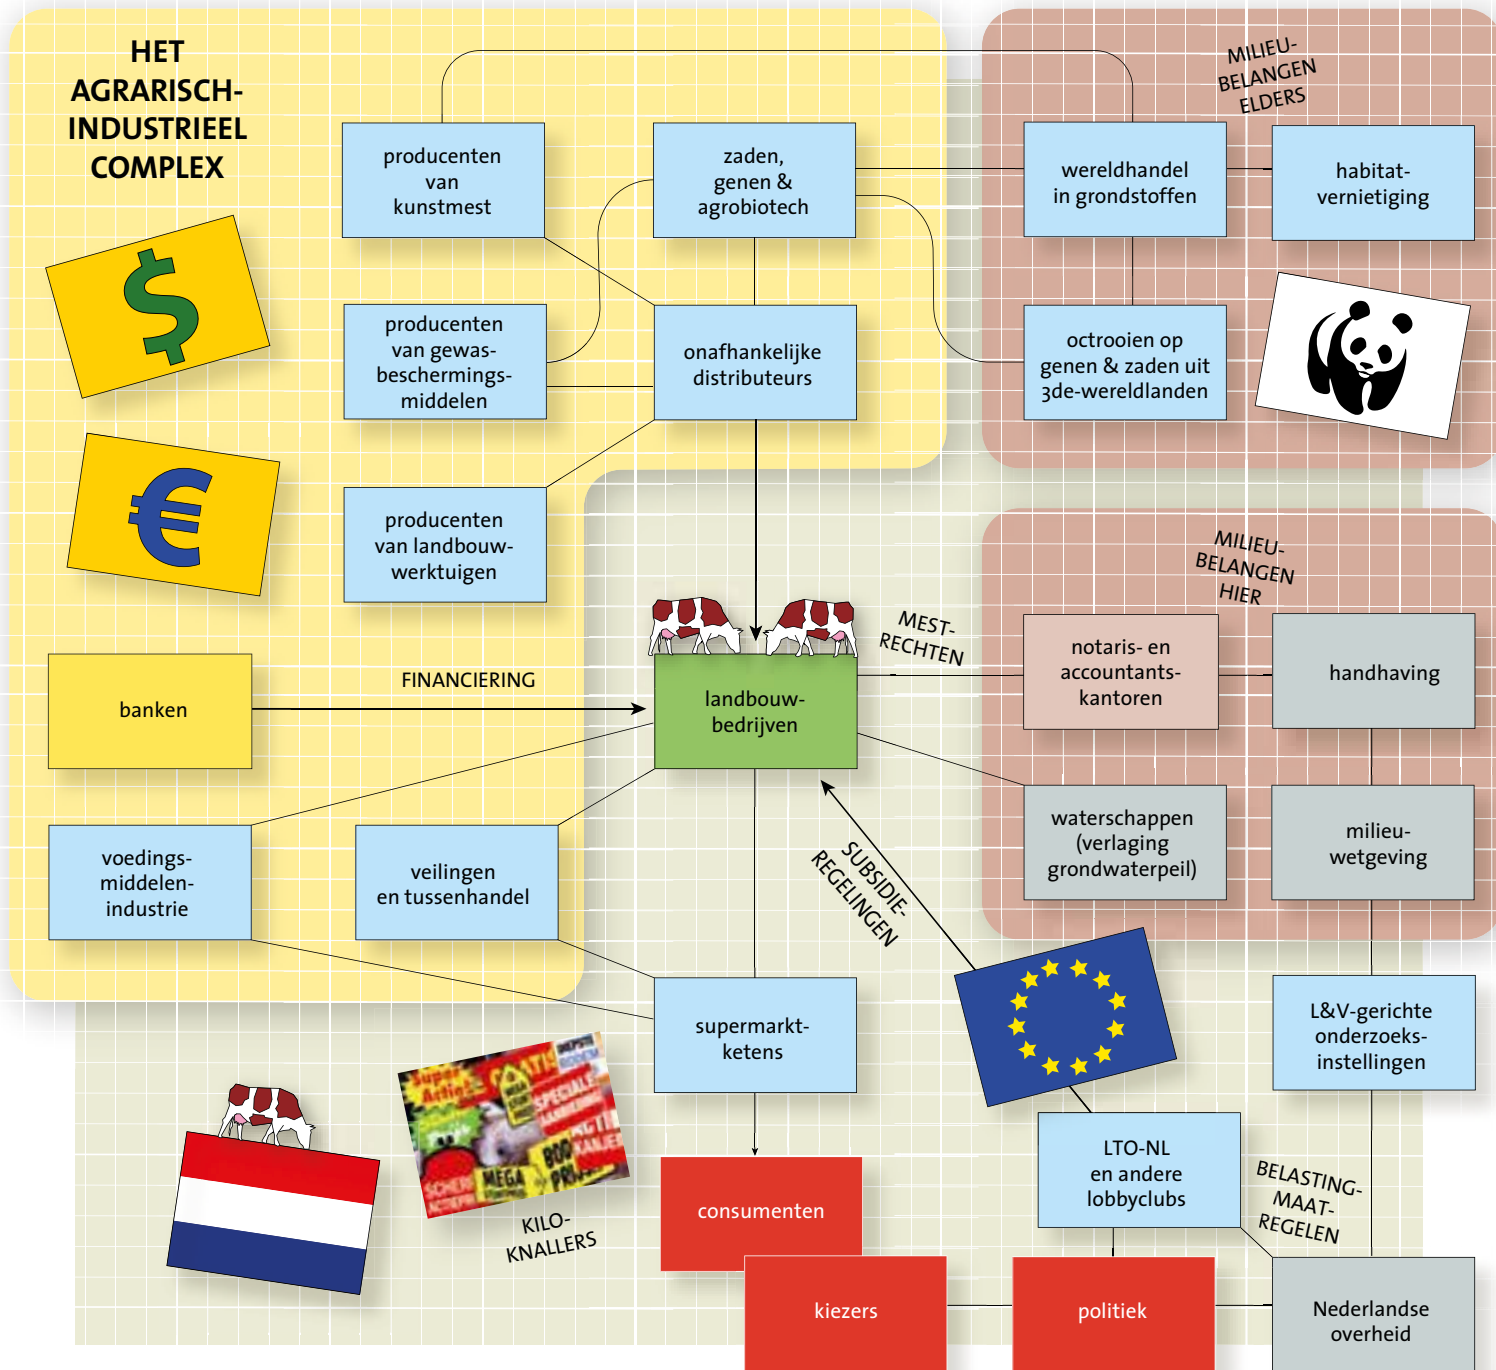 HET
AGRARISCH-
INDUSTRIEEL
COMPLEX
MILIEU-
BELANGEN
ELDERS
producenten
van
kunstmest
zaden,
genen &
agrobiotech
wereldhandel
in grondstoffen
habitat-
vernietiging
$
producenten
van gewas-
beschermings-
middelen
onafhankelijke
distributeurs
octrooien op
genen & zaden uit
3de-wereldlanden
€
producenten
van landbouw-
werktuigen
MILIEU-
BELANGEN
HIER
MEST-
RECHTEN
notaris- en
accountants-
kantoren
handhaving
banken
FINANCIERING
landbouw-
bedrijven
waterschappen
(verlaging
grondwaterpeil)
milieu-
wetgeving
voedings-
middelen-
industrie
veilingen
en tussenhandel
SUBSIDIE-
REGELINGEN
supermarkt-
ketens
L&V-gerichte
onderzoeks-
instellingen
MEGA
KILO-
KNALLERS
consumenten
LTO-NL
en andere
lobbyclubs
BELASTING-
MAAT-
REGELEN
kiezers
politiek
Nederlandse
overheid